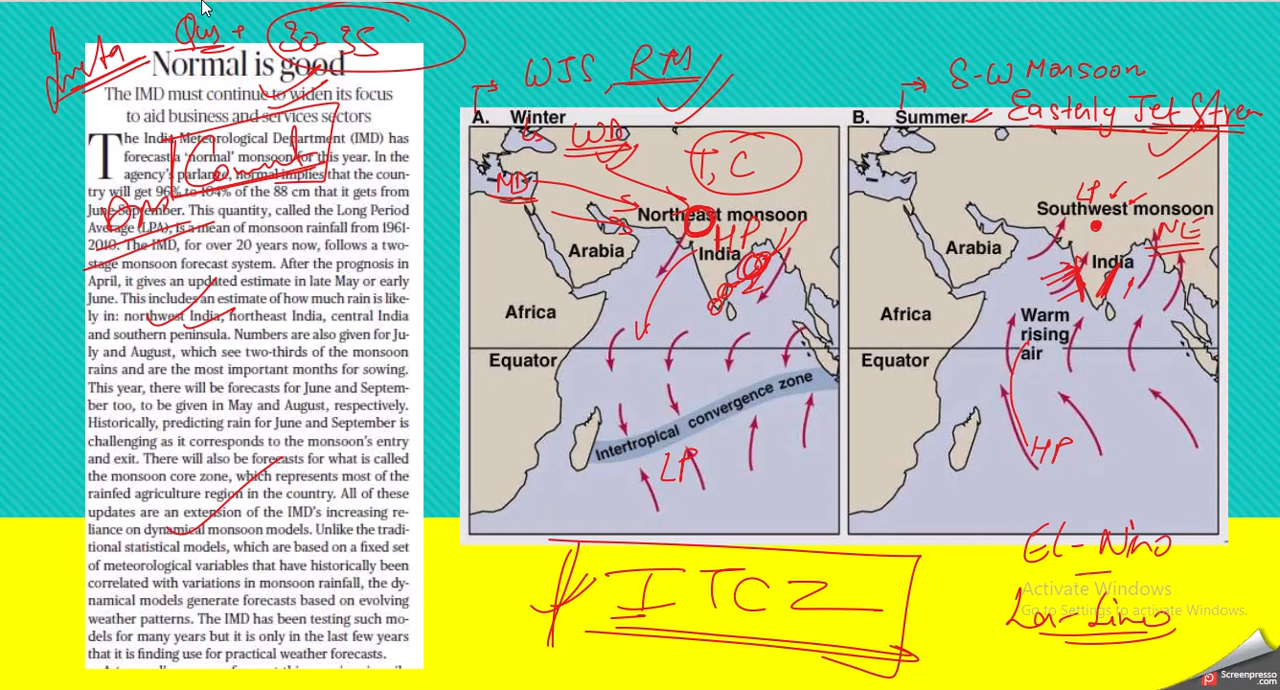 Insta
Qus + 30-35
Normal is good
The IMD must continue to widen its focus
to aid business and services sectors
The India Meteorological Department (IMD) has
forecast a 'normal' monsoon for this year. In the
agency's parlance, normal implies that the coun-
try will get 96% to 104% of the 88 cm that it gets from
June-September. This quantity, called the Long Period
Average (LPA), is a mean of monsoon rainfall from 1961-
2010. The IMD, for over 20 years now, follows a two-
stage monsoon forecast system. After the prognosis in
April, it gives an updated estimate in late May or early
June. This includes an estimate of how much rain is like-
ly in: northwest India, northeast India, central India
and southern peninsula. Numbers are also given for Ju-
ly and August, which see two-thirds of the monsoon
rains and are the most important months for sowing.
This year, there will be forecasts for June and Septem-
ber too, to be given in May and August, respectively.
Historically, predicting rain for June and September is
challenging as it corresponds to the monsoon's entry
and exit. There will also be forecasts for what is called
the monsoon core zone, which represents most of the
rainfed agriculture region in the country. All of these
updates are an extension of the IMD's increasing re-
liance on dynamical monsoon models. Unlike the tradi-
tional statistical models, which are based on a fixed set
of meteorological variables that have historically been
correlated with variations in monsoon rainfall, the dy-
namical models generate forecasts based on evolving
weather patterns. The IMD has been testing such mo-
dels for many years but it is only in the last few years
that it is finding use for practical weather forecasts.
WJS, RM
A. Winter
WD
T, C
MD
Northeast monsoon
HP
Arabia
India
Africa
Equator
Intertropical convergence zone
LP
S-W Monsoon
Easterly Jet Stream
B. Summer
LP
Southwest monsoon
NE
Arabia
India
Africa
Warm
rising
air
Equator
HP
ITCZ
El-Nino
La-Linio
Activate Windows
Go to Settings to activate Windows.
Screenpresso
.com